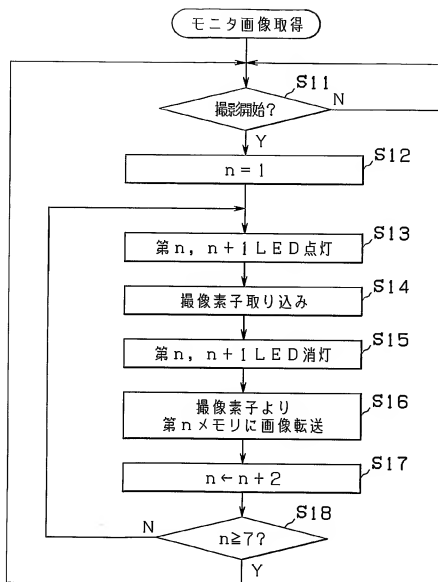 モニタ画像取得
S11
撮影開始?
N
Y
S12
n=1
S13
第n,n+1LED点灯
S14
撮像素子取り込み
S15
第n,n+1LED消灯
S16
撮像素子より
第nメモリに画像転送
S17
n←n+2
S18
N
n≧7?
Y